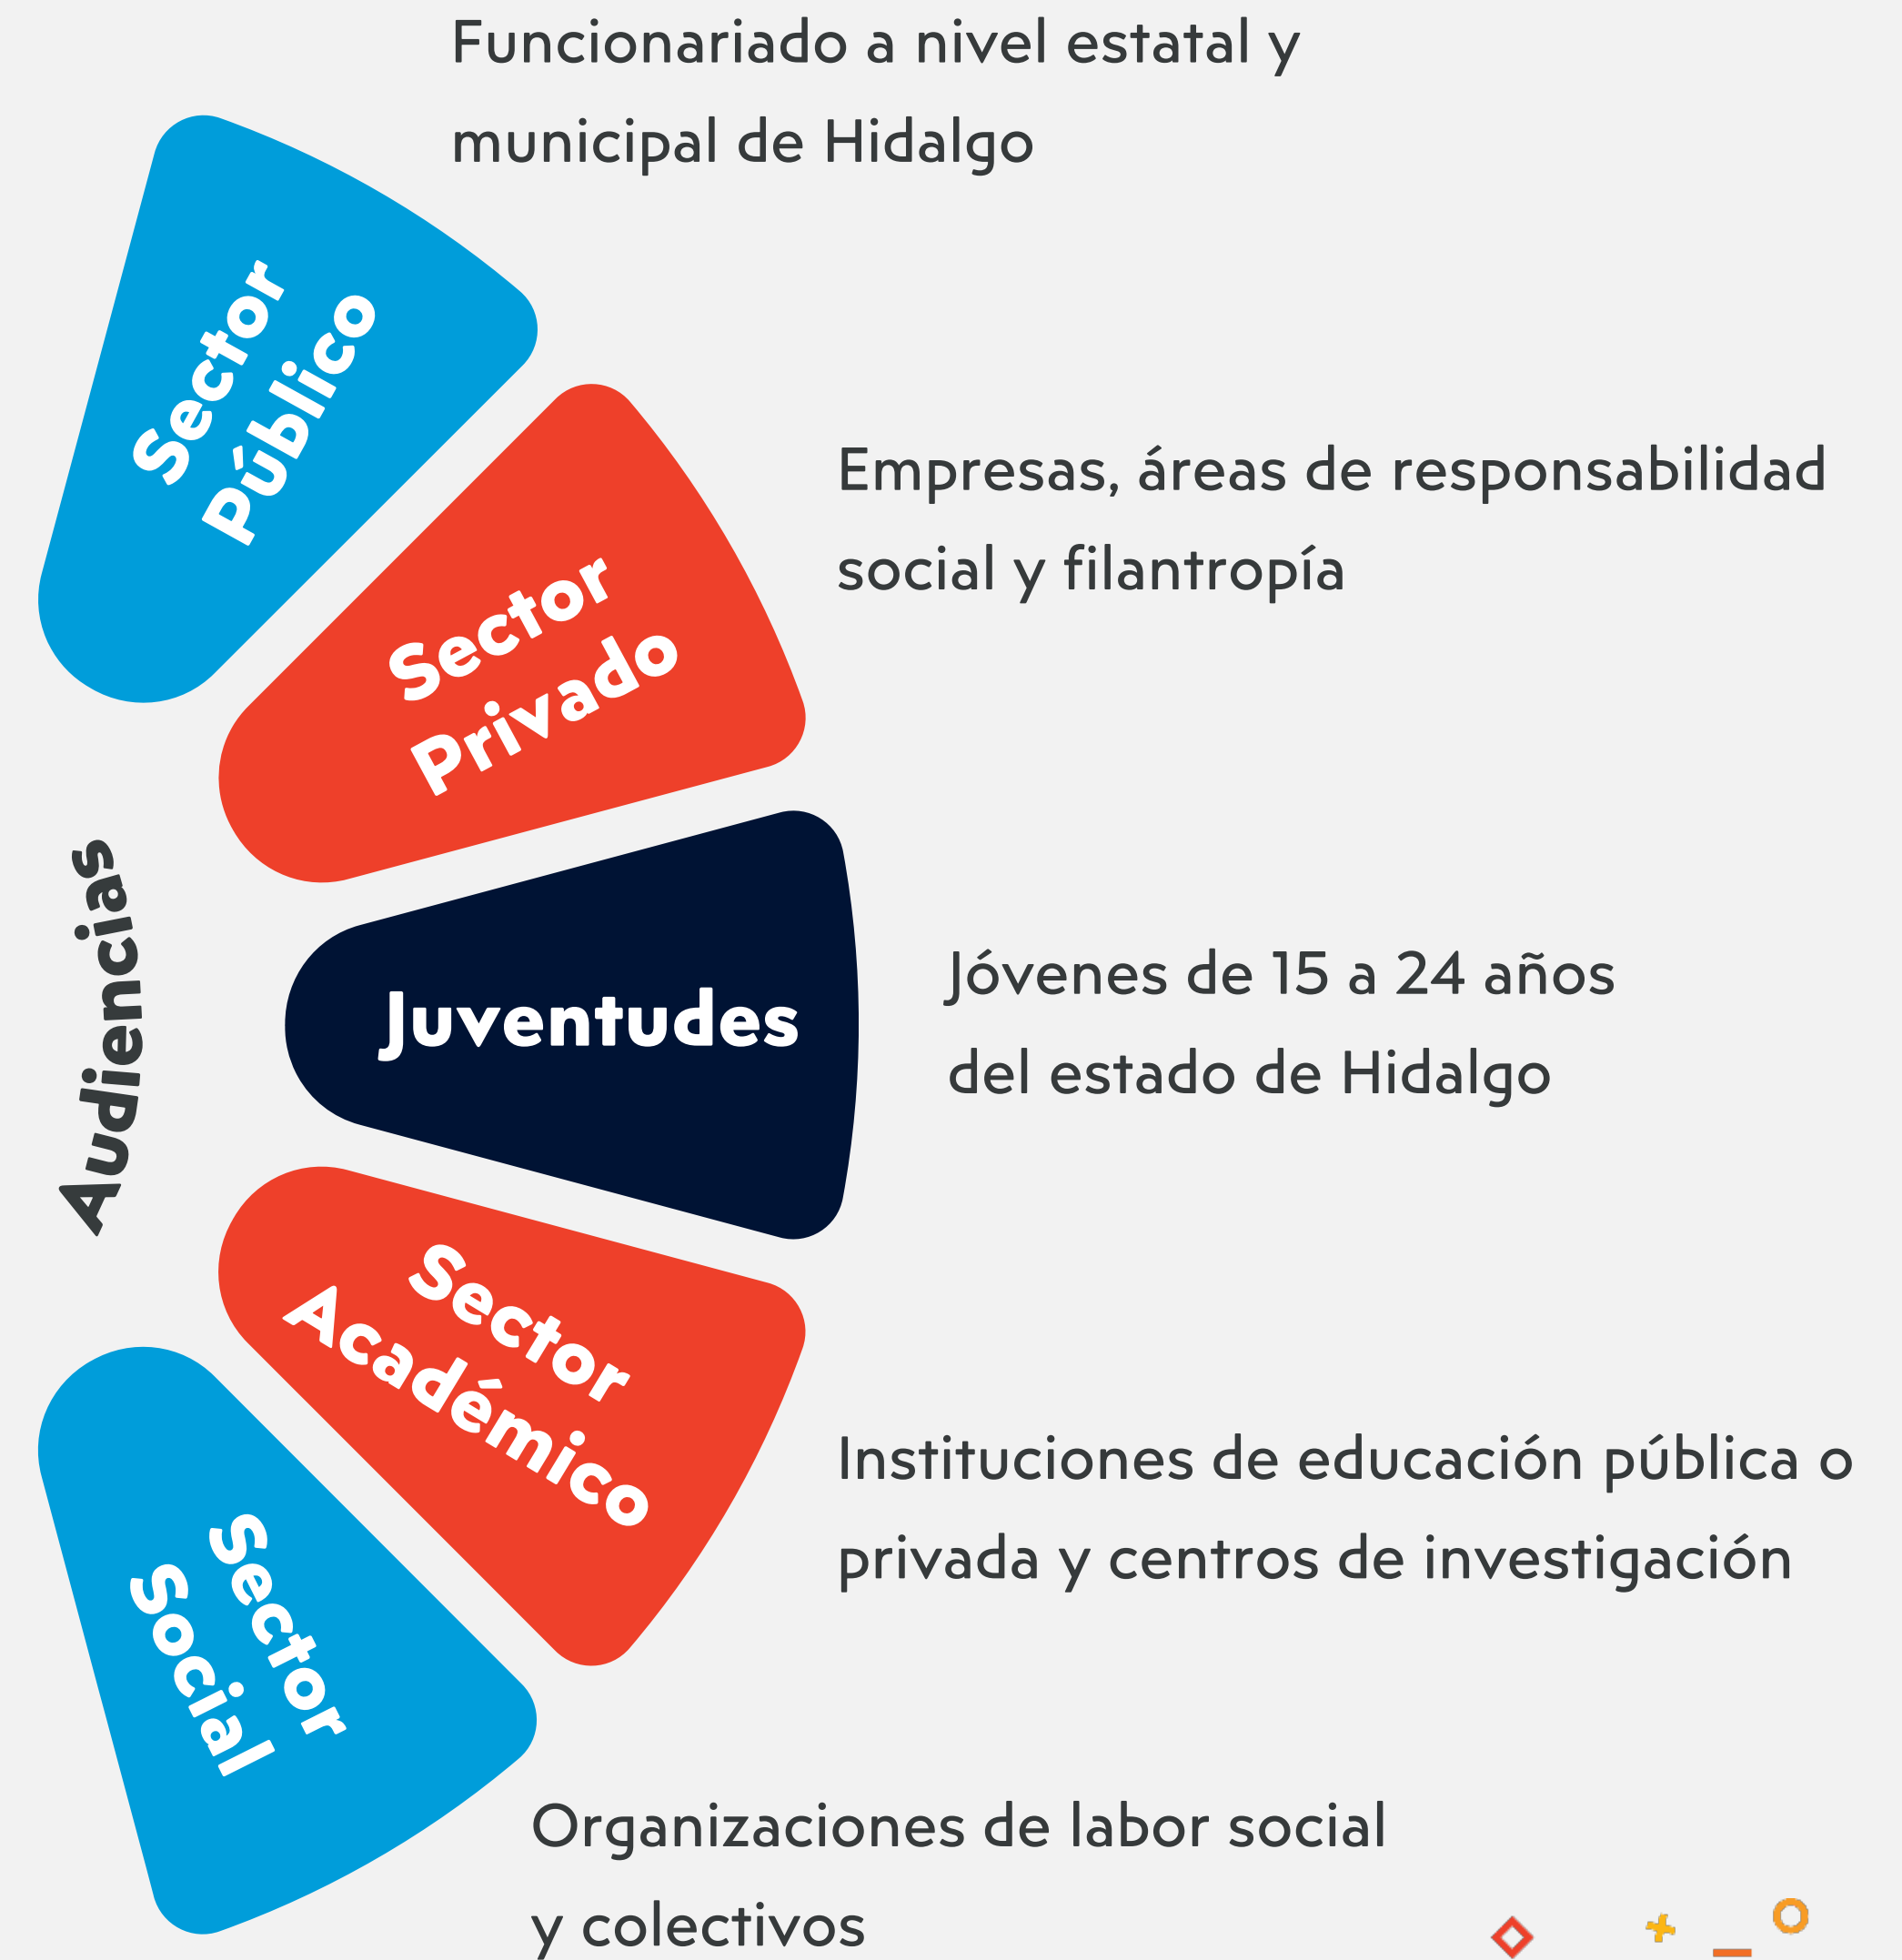 Funcionariado a nivel estatal y
municipal de Hidalgo
Sector
Público
Empresas, áreas de responsabilidad
social y filantropía
Sector
Privado
Audiencias
Juventudes
Jóvenes de 15 a 24 años
del estado de Hidalgo
Sector
Académico
Instituciones de educación pública o
privada y centros de investigación
Sector
Social
Organizaciones de labor social
y colectivos